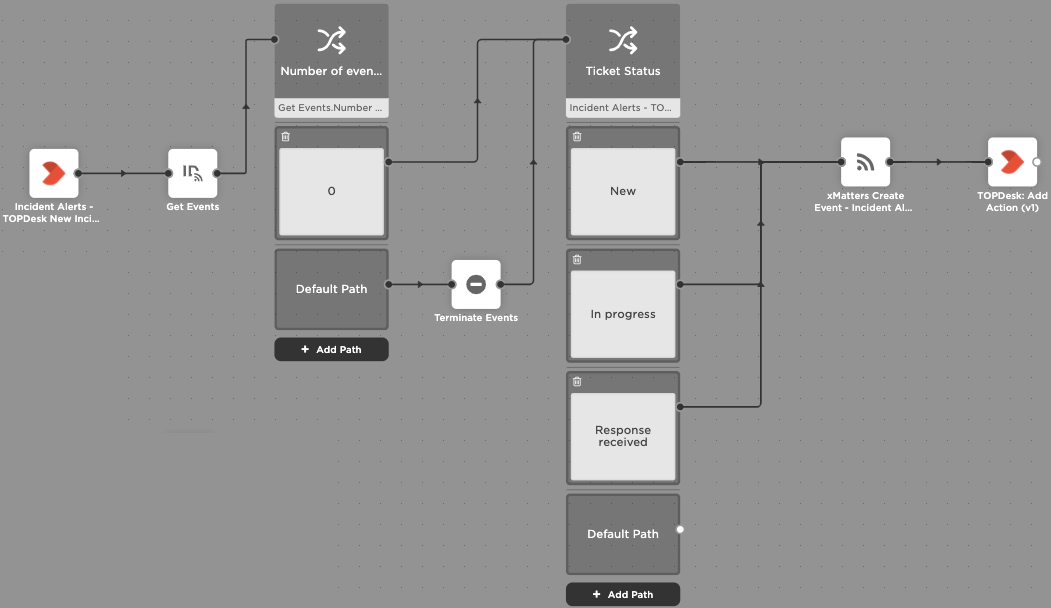 Incident Alerts -
TOPDesk New Inci...
Get Events
Number of even...
Get Events.Number ...
0
Default Path
+ Add Path
Terminate Events
Ticket Status
Incident Alerts - TO...
New
In progress
Response
received
Default Path
+ Add Path
xMatters Create
Event - Incident Al...
TOPDesk: Add
Action (v1)